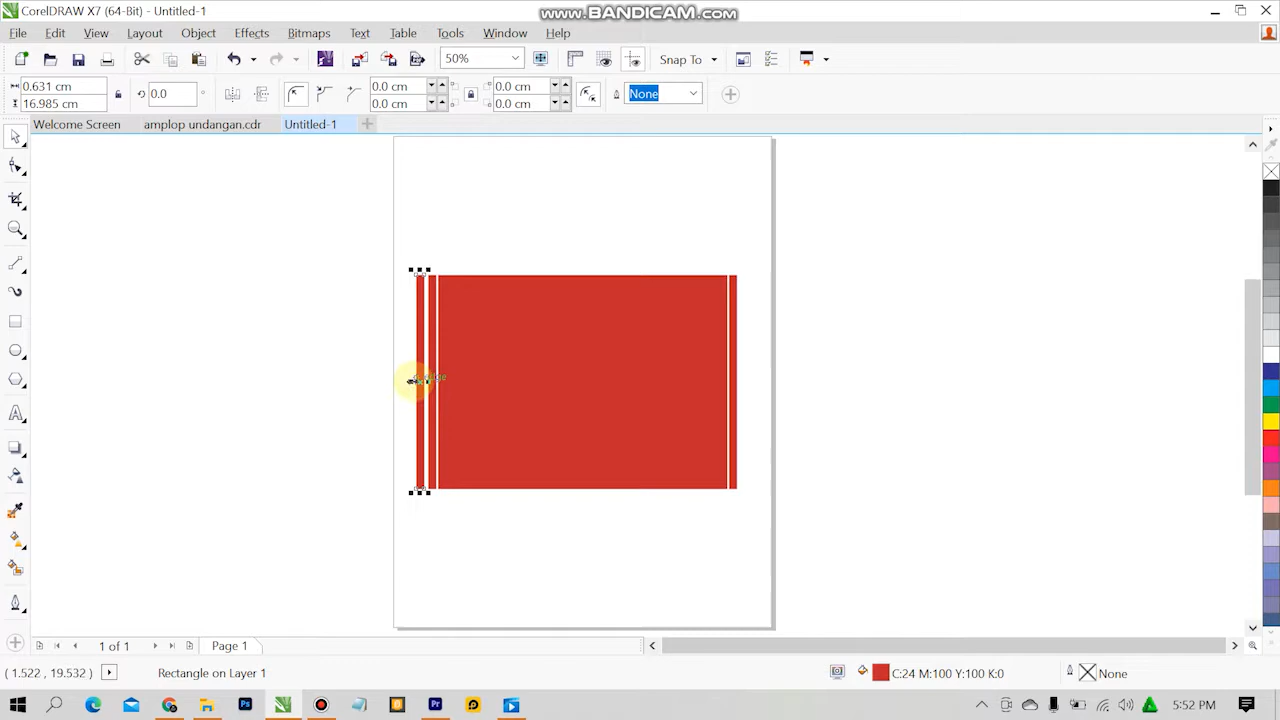 CorelDRAW X7 (64-Bit) - Untitled-1
www.BANDICAM.com
File Edit View Layout Object Effects Bitmaps Text Table Tools Window Help
50% Snap To
0.631 cm
16.985 cm
0.0 °
0.0 cm
0.0 cm
0.0 cm
0.0 cm
None
Welcome Screen amplop undangan.cdr Untitled-1
1 of 1 Page 1
( 1.522 , 19.532 ) Rectangle on Layer 1 C:24 M:100 Y:100 K:0 None
5:52 PM